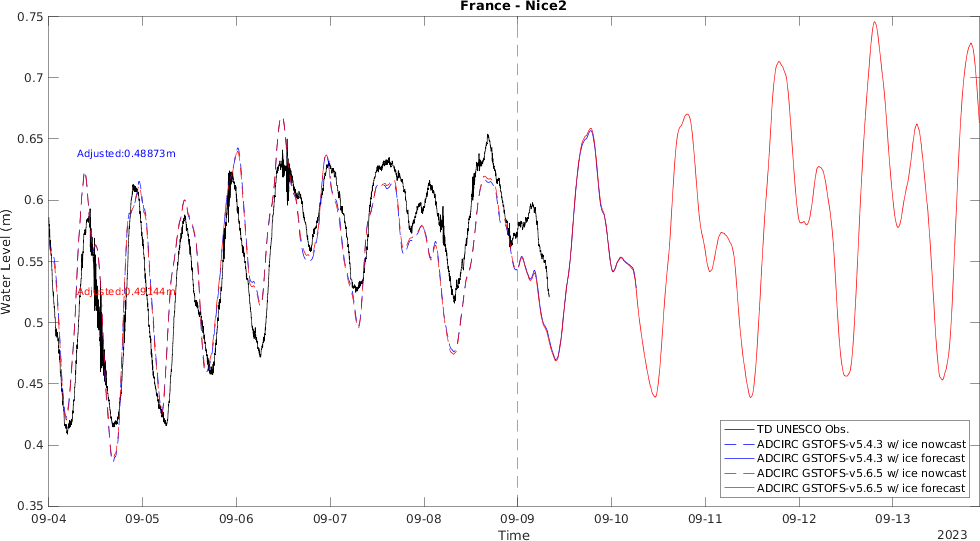 France - Nice2
0.75
0.7
0.65
0.6
0.55
0.5
0.45
0.4
0.35
Water Level (m)
Adjusted:0.48873m
Adjusted:0.49144m
TD UNESCO Obs.
ADCIRC GSTOFS-v5.4.3 w/ ice nowcast
ADCIRC GSTOFS-v5.4.3 w/ ice forecast
ADCIRC GSTOFS-v5.6.5 w/ ice nowcast
ADCIRC GSTOFS-v5.6.5 w/ ice forecast
09-04 09-05 09-06 09-07 09-08 09-09 09-10 09-11 09-12 09-13
Time
2023